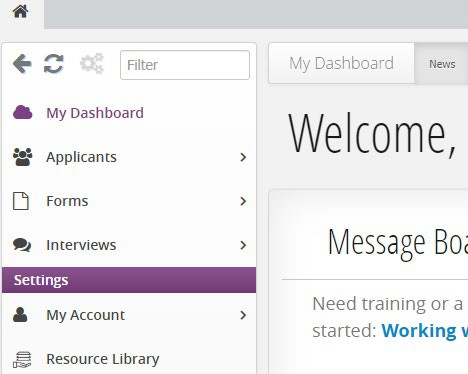 Filter
My Dashboard
Applicants
Forms
Interviews
Settings
My Account
Resource Library
My Dashboard
News
Welcome,
Message Boa
Need training or a
started: Working